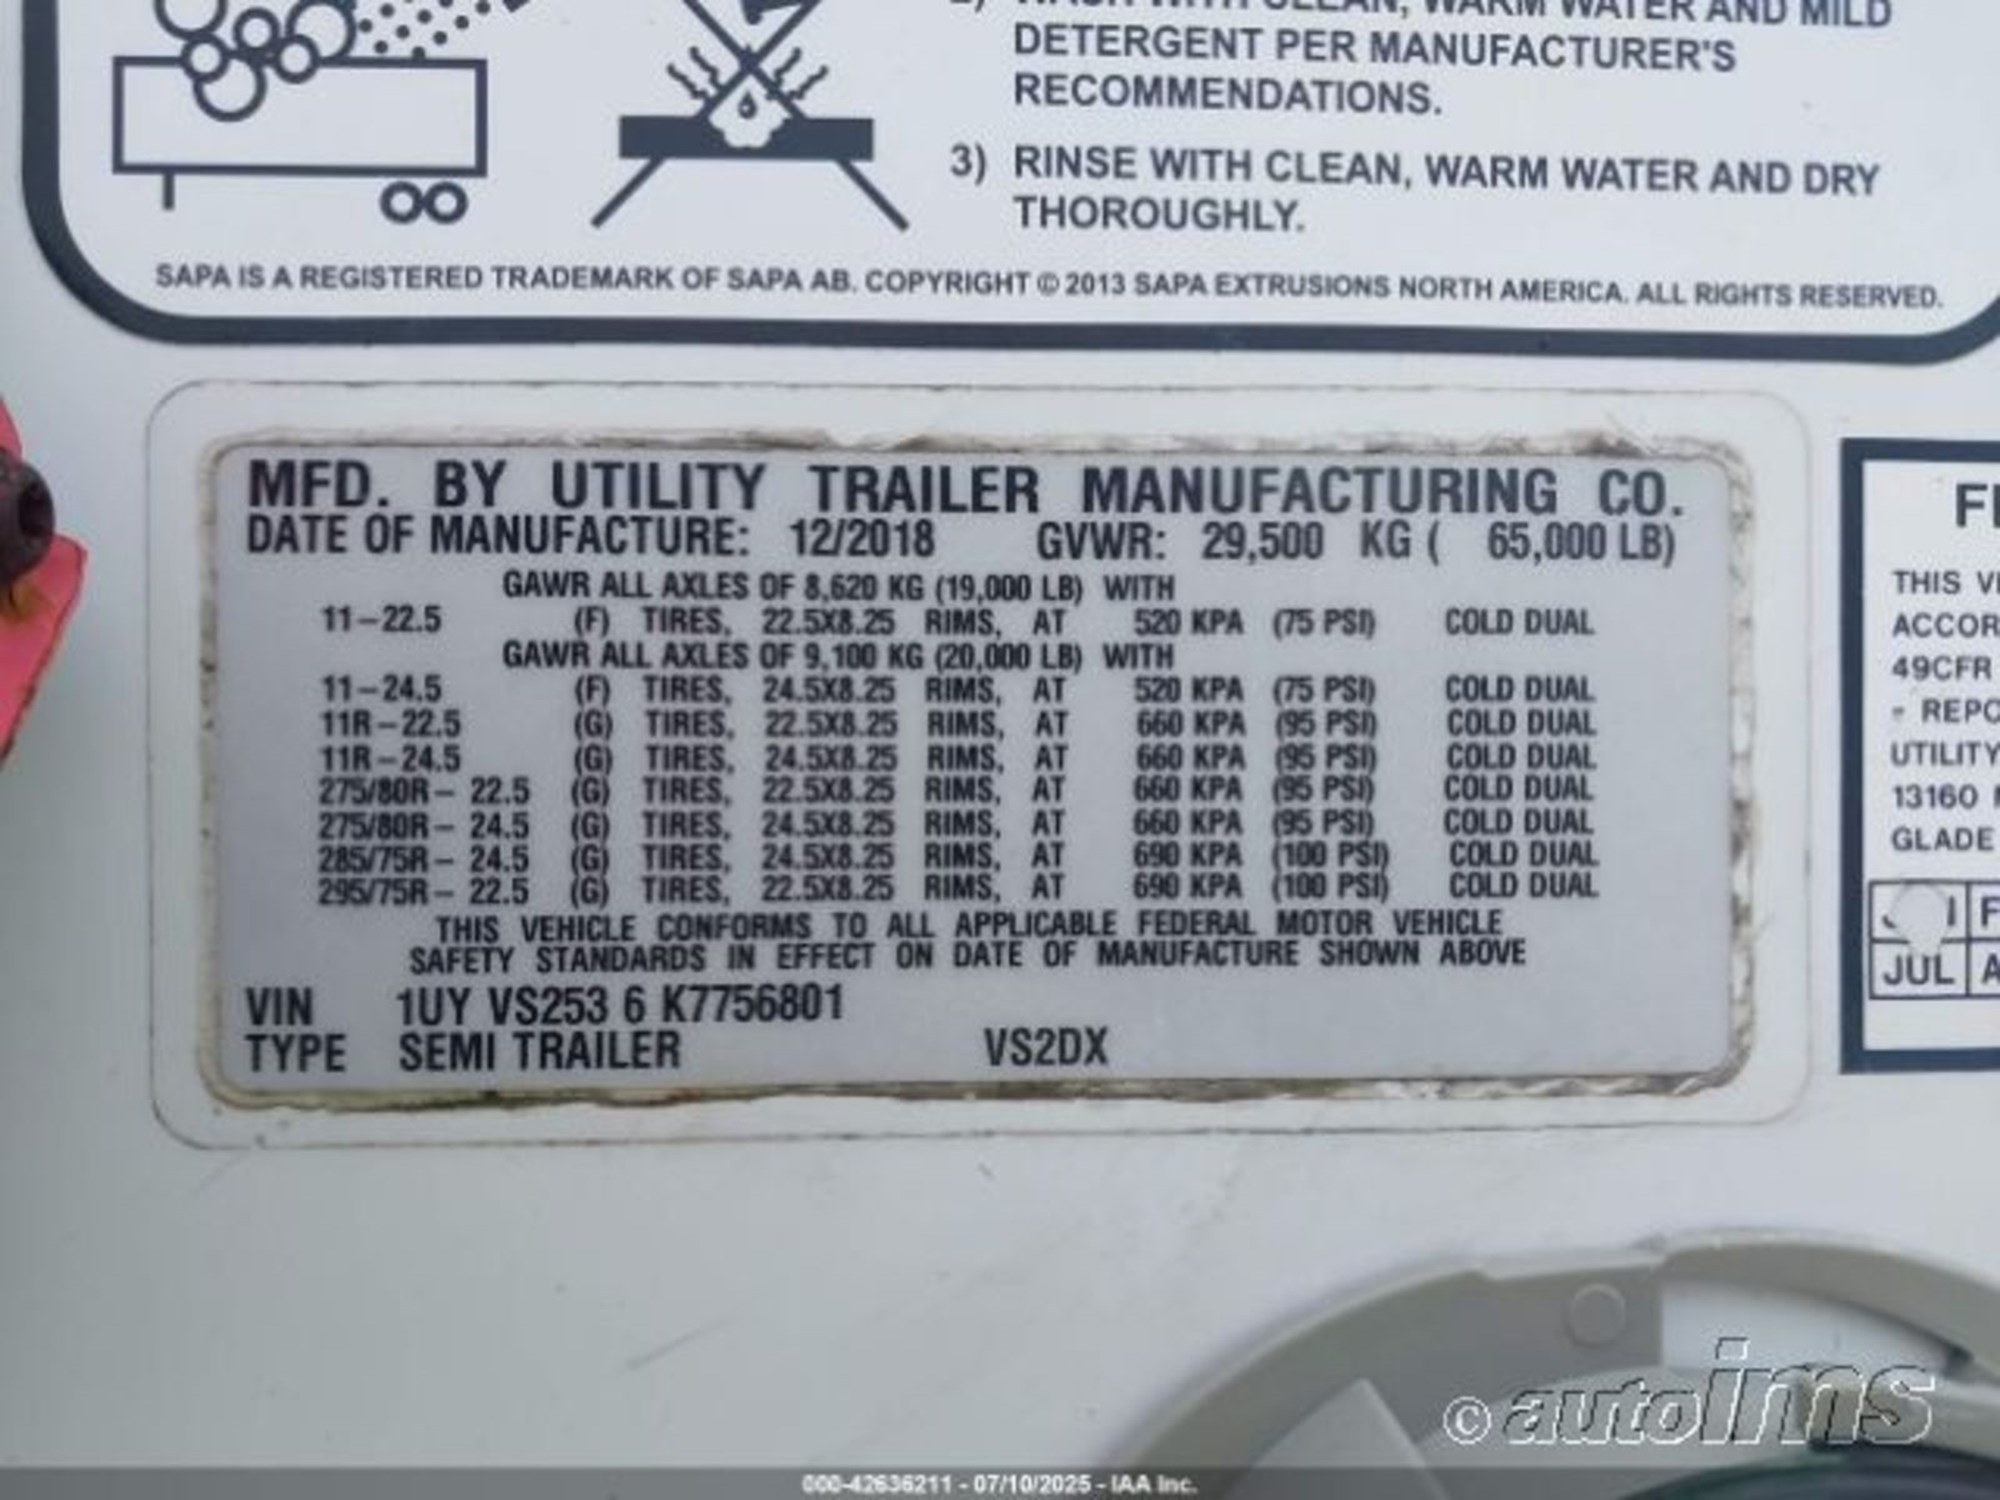 WASH WITH CLEAN, WARM WATER AND MILD
DETERGENT PER MANUFACTURER'S
RECOMMENDATIONS.
3) RINSE WITH CLEAN, WARM WATER AND DRY
THOROUGHLY.
SAPA IS A REGISTERED TRADEMARK OF SAPA AB. COPYRIGHT © 2013 SAPA EXTRUSIONS NORTH AMERICA. ALL RIGHTS RESERVED.
MFD. BY UTILITY TRAILER MANUFACTURING CO.
DATE OF MANUFACTURE: 12/2018 GVWR: 29,500 KG ( 65,000 LB)
GAWR ALL AXLES OF 8,620 KG (19,000 LB) WITH
11-22.5 (F) TIRES, 22.5X8.25 RIMS, AT 520 KPA (75 PSI) COLD DUAL
GAWR ALL AXLES OF 9,100 KG (20,000 LB) WITH
11-24.5 (F) TIRES, 24.5X8.25 RIMS, AT 520 KPA (75 PSI) COLD DUAL
11R-22.5 (G) TIRES, 22.5X8.25 RIMS, AT 660 KPA (95 PSI) COLD DUAL
11R-24.5 (G) TIRES, 24.5X8.25 RIMS, AT 660 KPA (95 PSI) COLD DUAL
275/80R- 22.5 (G) TIRES, 22.5X8.25 RIMS, AT 660 KPA (95 PSI) COLD DUAL
275/80R- 24.5 (G) TIRES, 24.5X8.25 RIMS, AT 660 KPA (95 PSI) COLD DUAL
285/75R- 24.5 (G) TIRES, 24.5X8.25 RIMS, AT 690 KPA (100 PSI) COLD DUAL
295/75R- 22.5 (G) TIRES, 22.5X8.25 RIMS, AT 690 KPA (100 PSI) COLD DUAL
THIS VEHICLE CONFORMS TO ALL APPLICABLE FEDERAL MOTOR VEHICLE
SAFETY STANDARDS IN EFFECT ON DATE OF MANUFACTURE SHOWN ABOVE
VIN 1UY VS253 6 K7756801
TYPE SEMI TRAILER VS2DX
THIS
ACCOR
49CFR
- REPO
UTILITY
13160
GLADE
JUL
© autoims
000-42636211 - 07/10/2025 - IAA Inc.